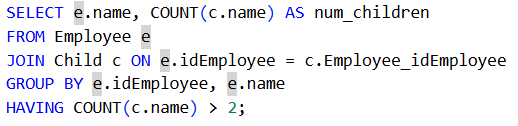 SELECT e.name, COUNT(c.name) AS num_children
FROM Employee e
JOIN Child c ON e.idEmployee = c.Employee_idEmployee
GROUP BY e.idEmployee, e.name
HAVING COUNT(c.name) > 2;